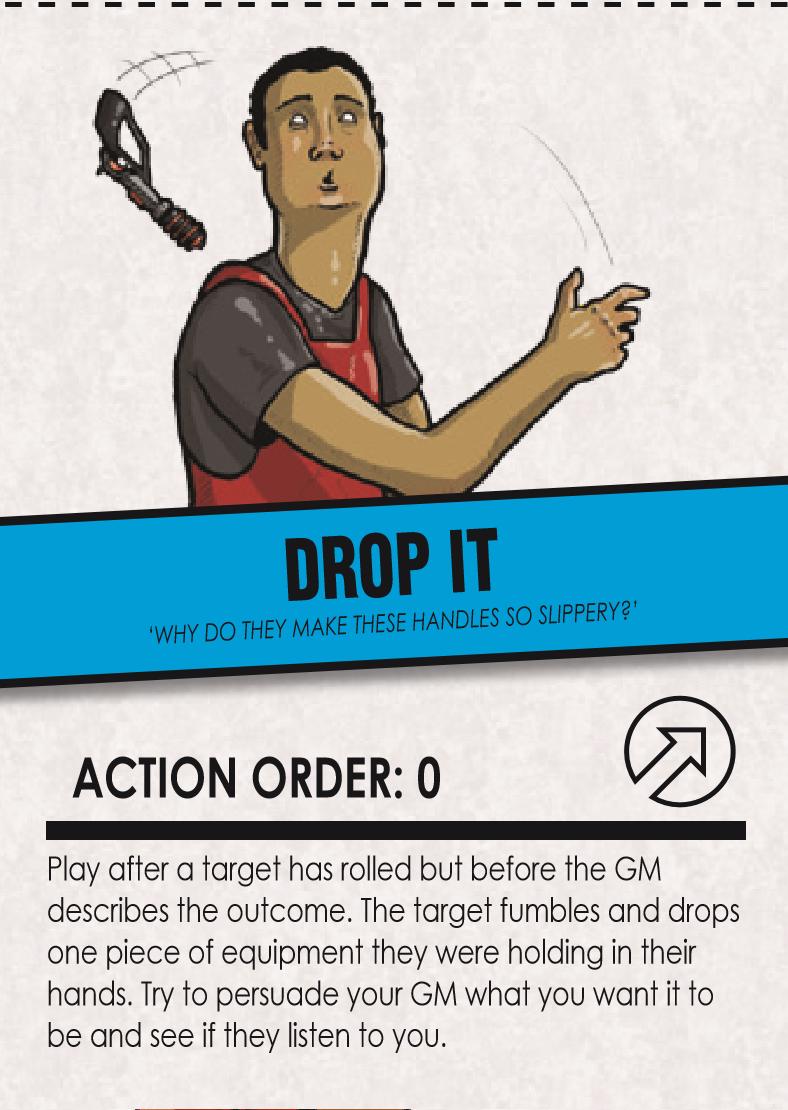 DROP IT
‘WHY DO THEY MAKE THESE HANDLES SO SLIPPERY?’
ACTION ORDER: 0
Play after a target has rolled but before the GM
describes the outcome. The target fumbles and drops
one piece of equipment they were holding in their
hands. Try to persuade your GM what you want it to
be and see if they listen to you.